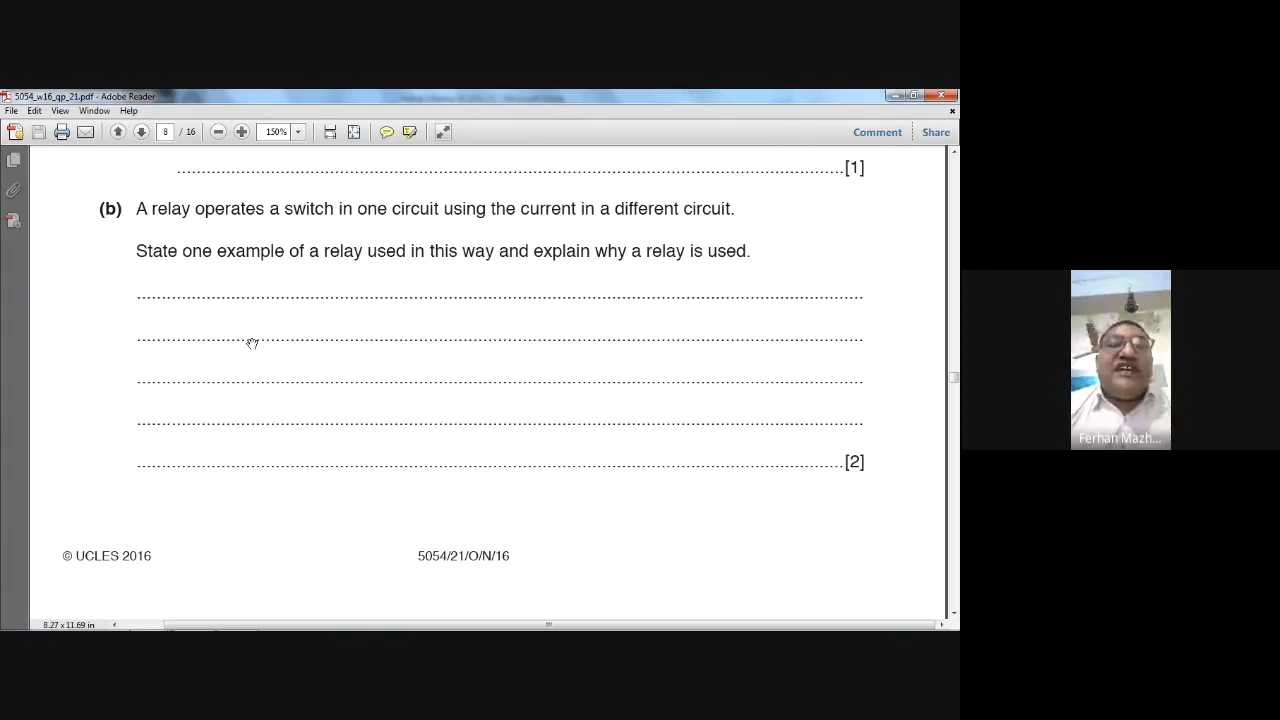 5054_w16_qp_21.pdf - Adobe Reader
File Edit View Window Help
8 / 16 150% Comment Share
[1]
(b) A relay operates a switch in one circuit using the current in a different circuit.
State one example of a relay used in this way and explain why a relay is used.
[2]
© UCLES 2016 5054/21/O/N/16
8.27 x 11.69 in
Ferhan Mazh...